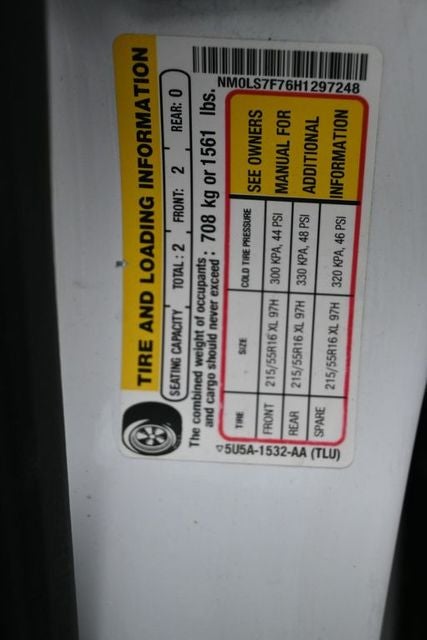 TIRE AND LOADING INFORMATION
SEATING CAPACITY TOTAL: 2 FRONT: 2 REAR: 0
The combined weight of occupants
and cargo should never exceed: 708 kg or 1561 lbs.
TIRE SIZE COLD TIRE PRESSURE
FRONT 215/55R16 XL 97H 300 KPA, 44 PSI
REAR 215/55R16 XL 97H 330 KPA, 48 PSI
SPARE 215/55R16 XL 97H 320 KPA, 46 PSI
SEE OWNERS
MANUAL FOR
ADDITIONAL
INFORMATION
▽5U5A-1532-AA (TLU)
NM0LS7F76H1297248